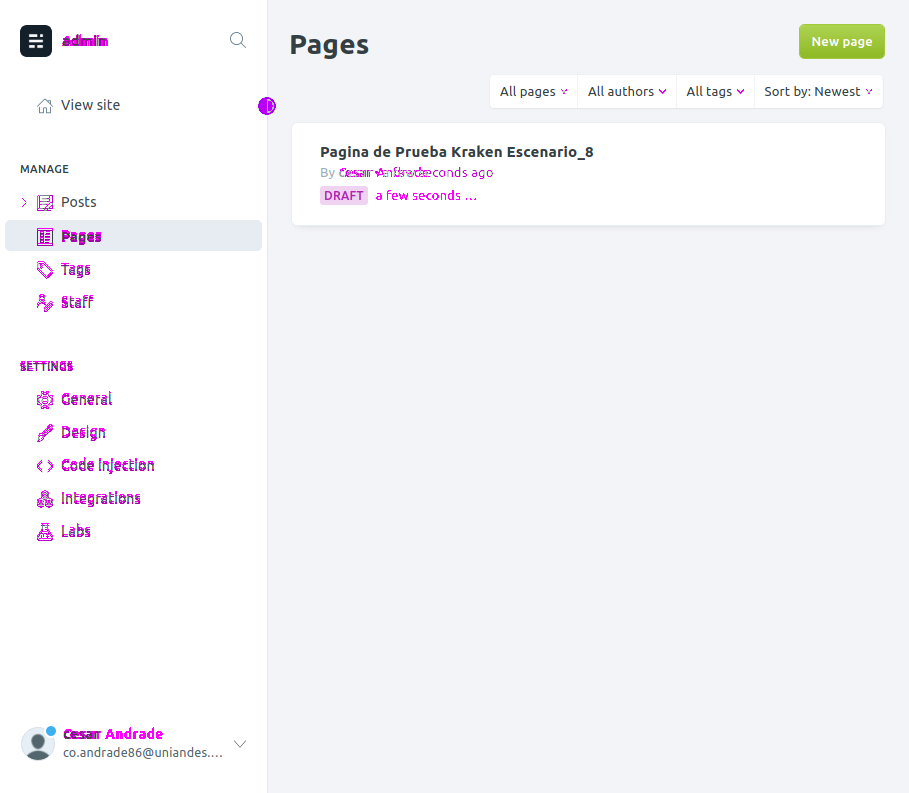 Admin
View site
MANAGE
Posts
Pages
Tags
Staff
SETTINGS
General
Design
Code injection
Integrations
Labs
Cesar Andrade
co.andrade86@uniandes....
Pages
New page
All pages
All authors
All tags
Sort by: Newest
Pagina de Prueba Kraken Escenario_8
By
seconds ago
DRAFT a few seconds ...